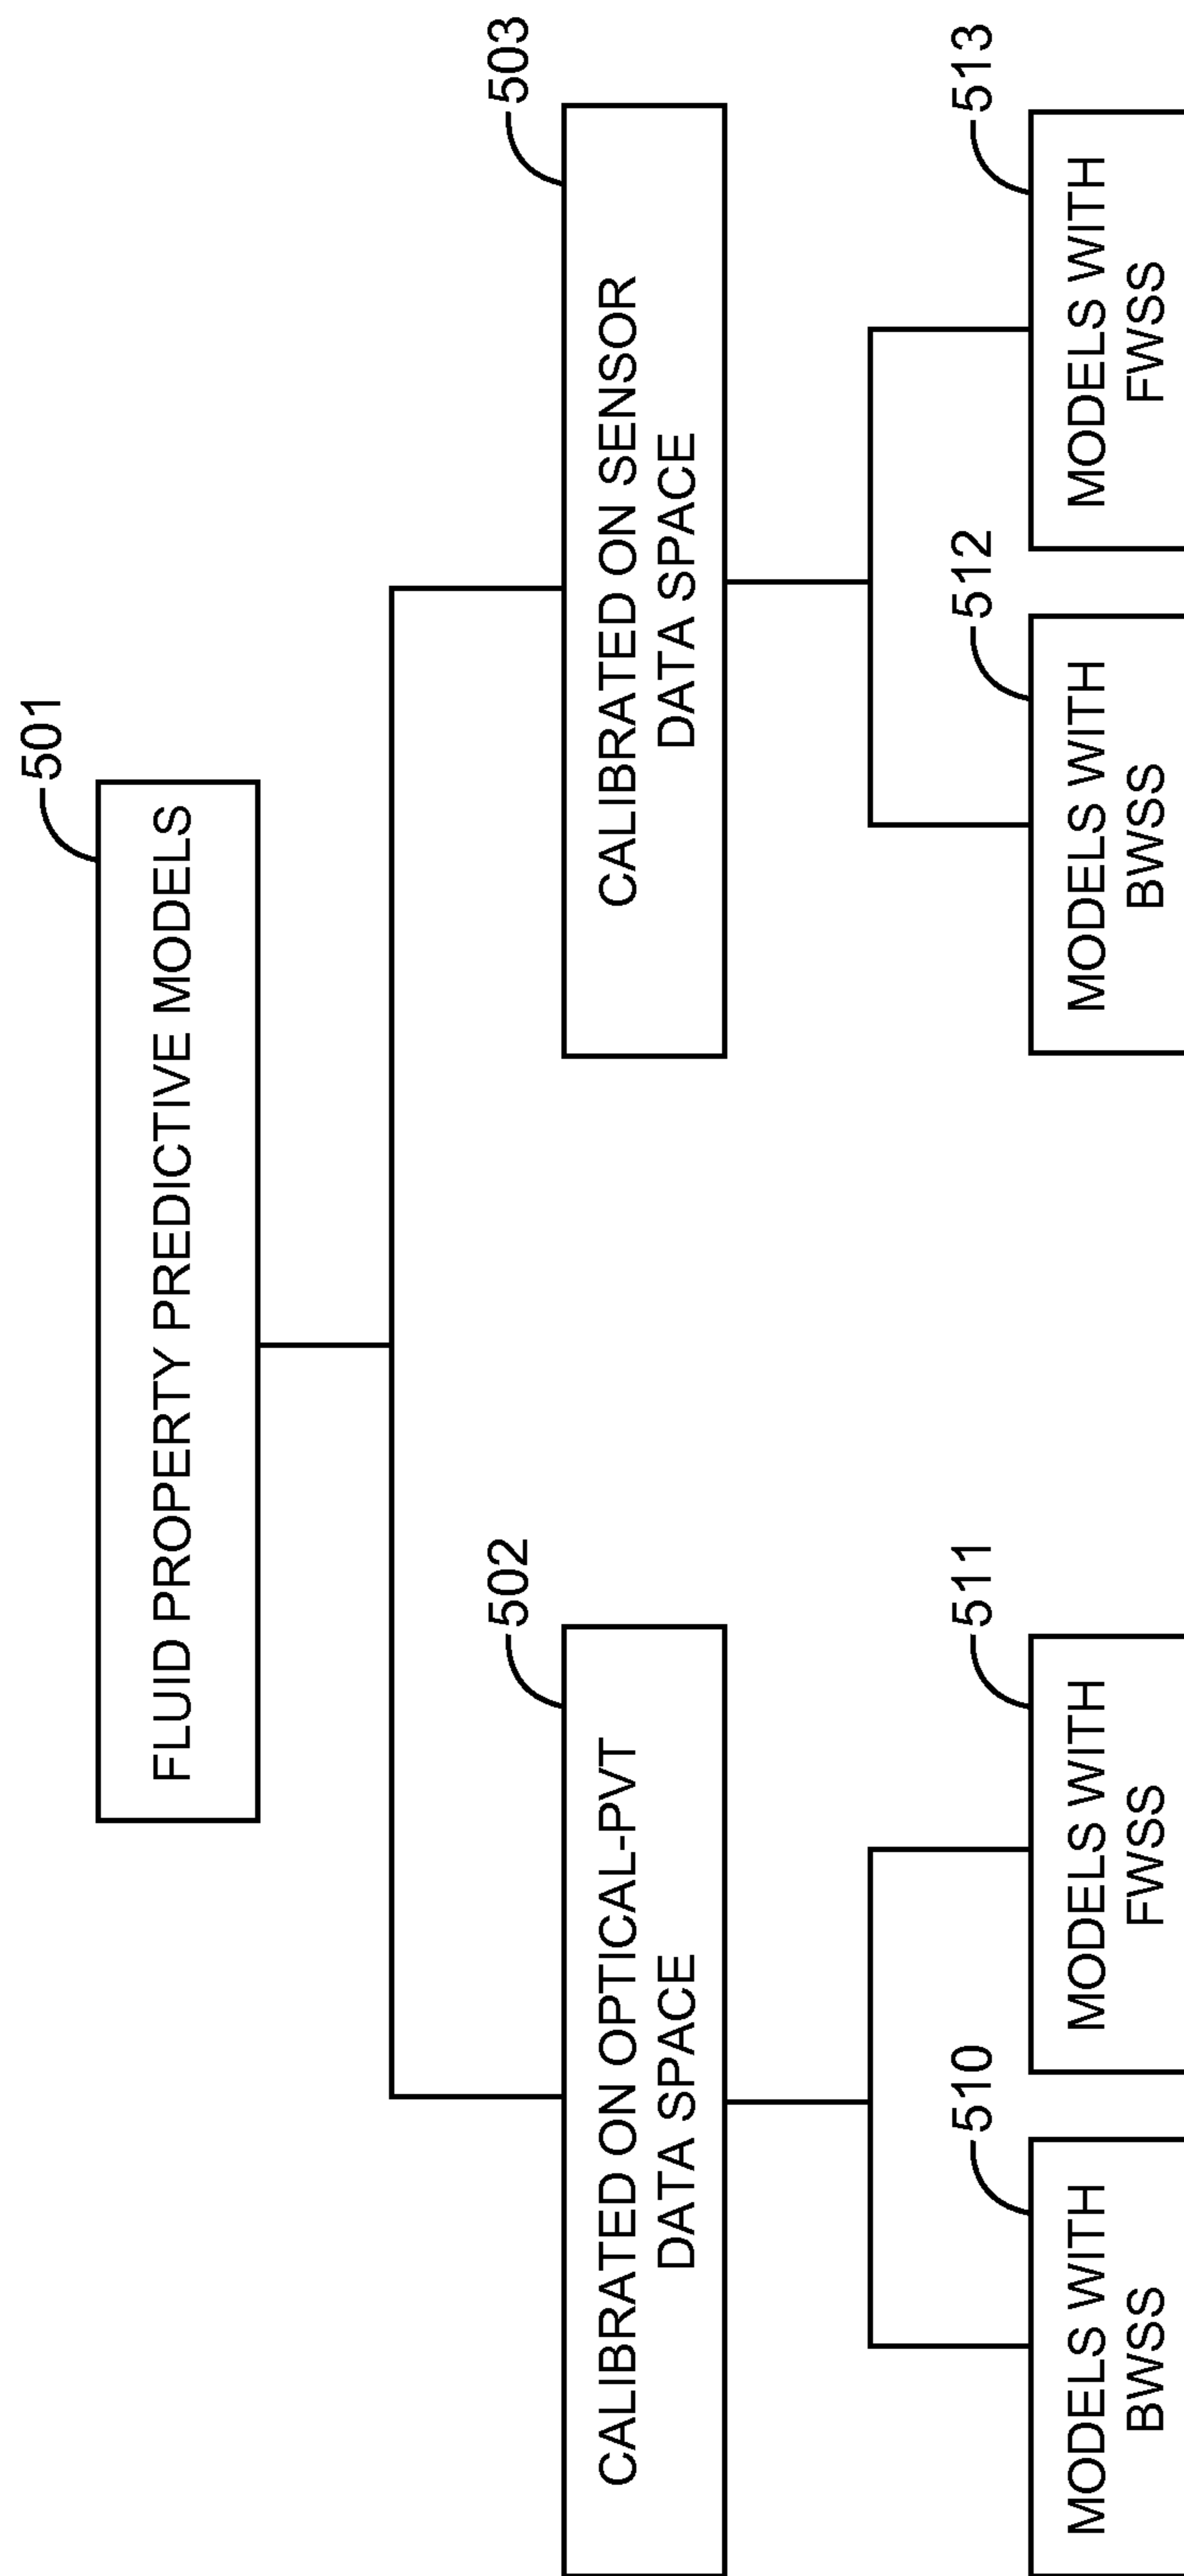 501
FLUID PROPERTY PREDICTIVE MODELS
502
CALIBRATED ON OPTICAL-PVT
DATA SPACE
503
CALIBRATED ON SENSOR
DATA SPACE
510
MODELS WITH
BWSS
511
MODELS WITH
FWSS
512
MODELS WITH
BWSS
513
MODELS WITH
FWSS